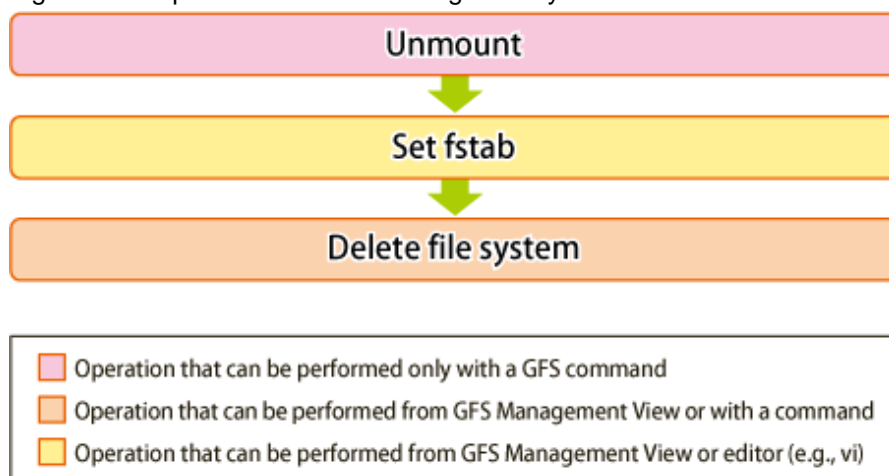 Unmount
Set fstab
Delete file system
Operation that can be performed only with a GFS command
Operation that can be performed from GFS Management View or with a command
Operation that can be performed from GFS Management View or editor (e.g., vi)